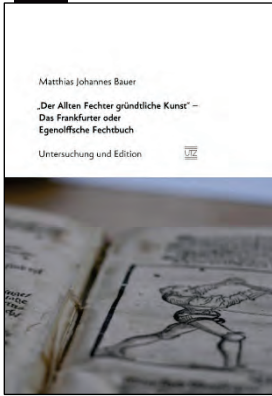 Matthias Johannes Bauer
„Der Allten Fechter gründtliche Kunst“ –
Das Frankfurter oder
Egenolffsche Fechtbuch
Untersuchung und Edition
UTZ